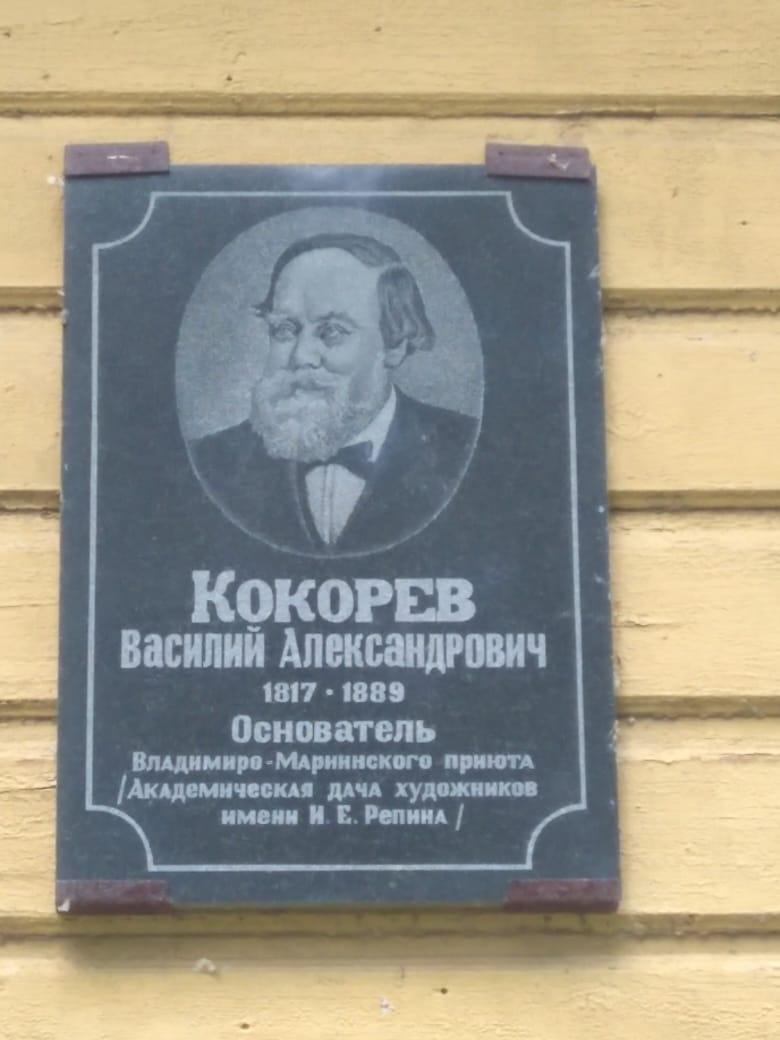 Кокорев
Василий Александрович
1817 • 1889
Основатель
Владимиро-Мариинского приюта
/Академическая дача художников
имени И. Е. Репина/